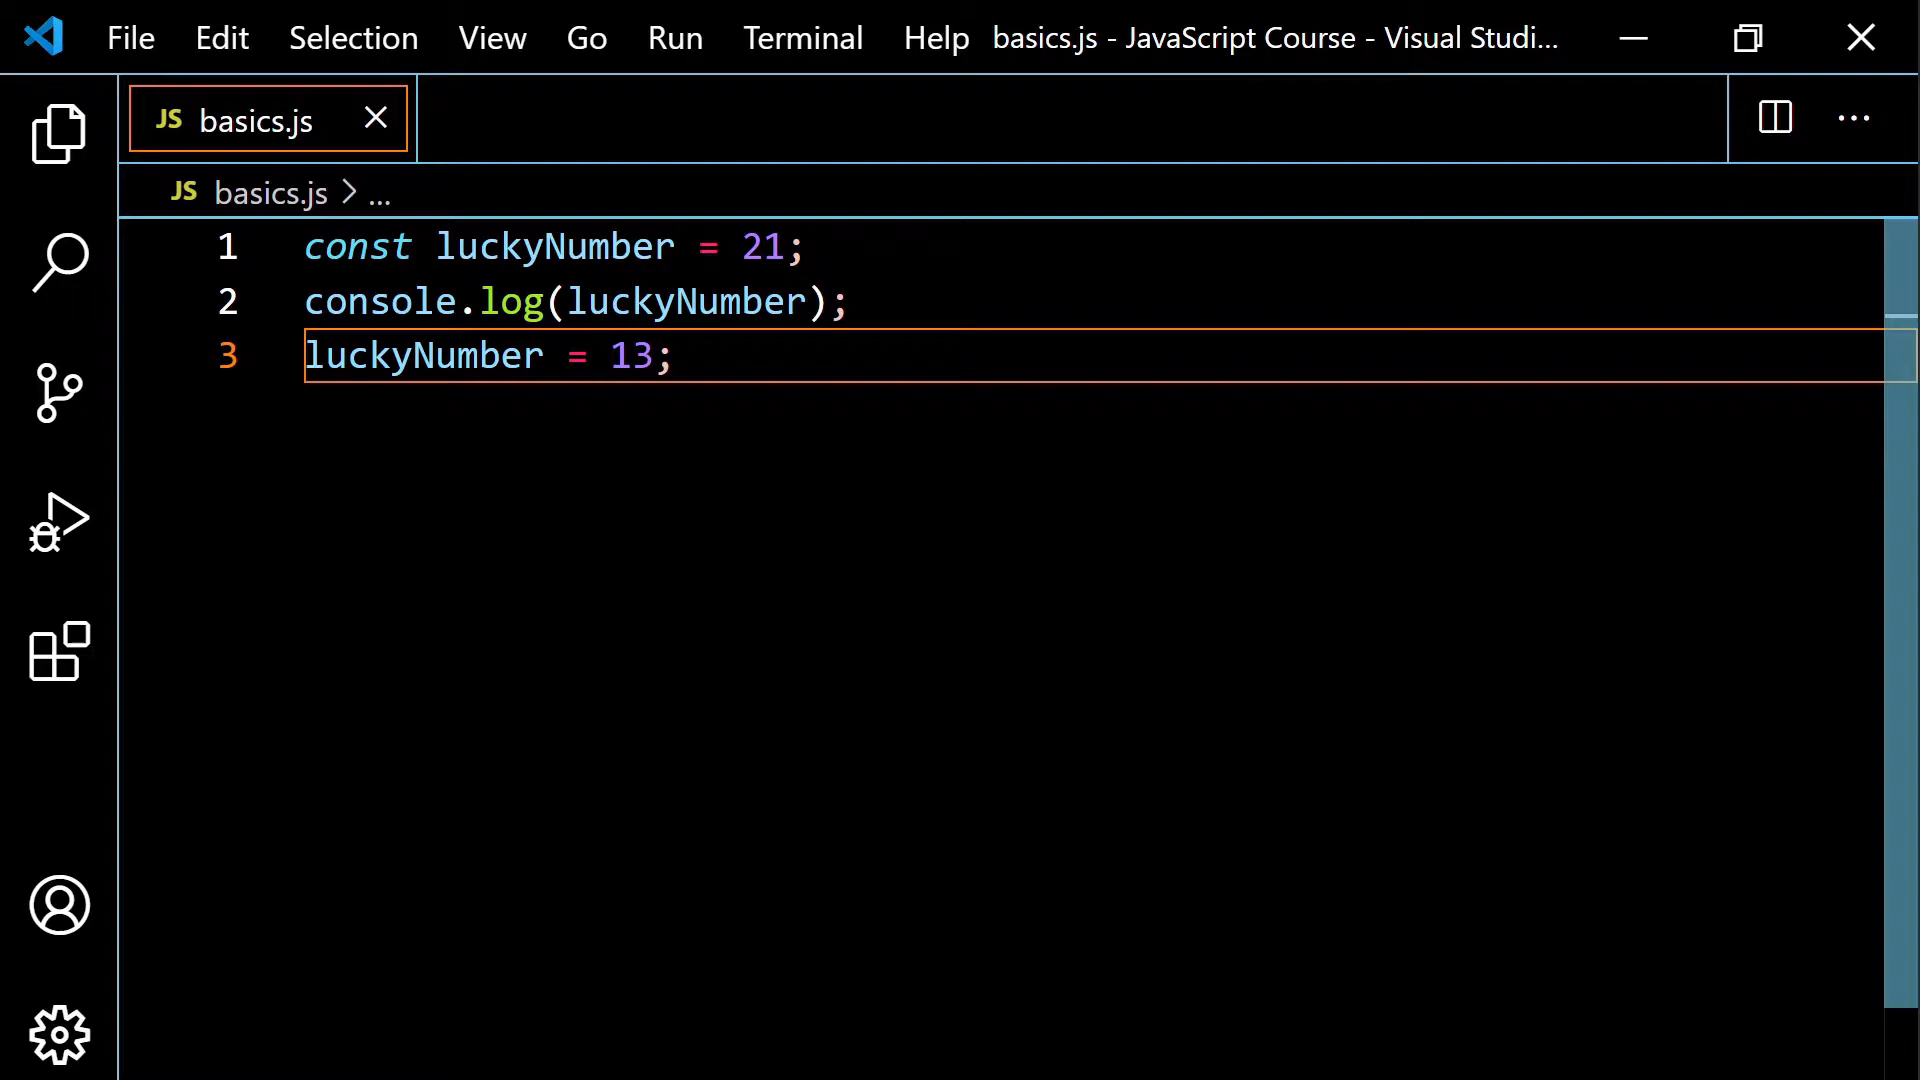 File Edit Selection View Go Run Terminal Help basics.js - JavaScript Course - Visual Studi...
JS basics.js
JS basics.js > ...
1 const luckyNumber = 21;
2 console.log(luckyNumber);
3 luckyNumber = 13;